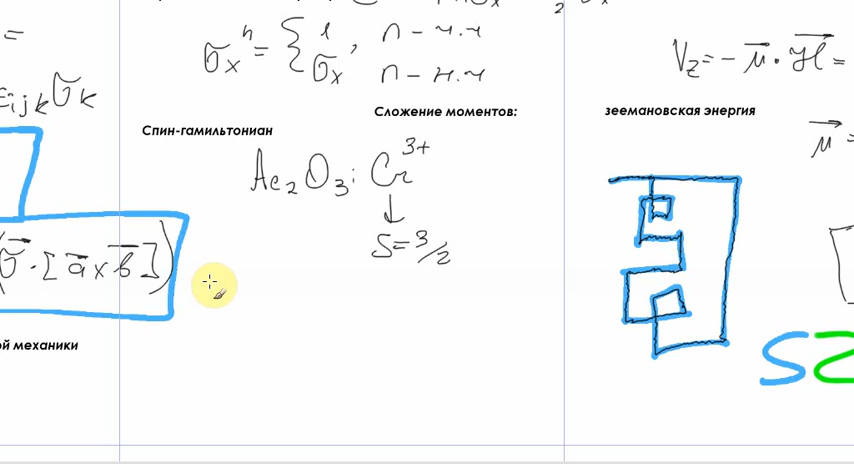 =
εijkσk
(σ⃗·[a⃗×b⃗])
ой механики
σxⁿ = { 1, n – ч.ч
σx, n – н.ч
Сложение моментов:
Спин-гамильтониан
Al₂O₃: Cr³⁺
↓
S=3/2
Vz = – μ⃗ · ℋ⃗ =
зеемановская энергия
μ⃗ =
S